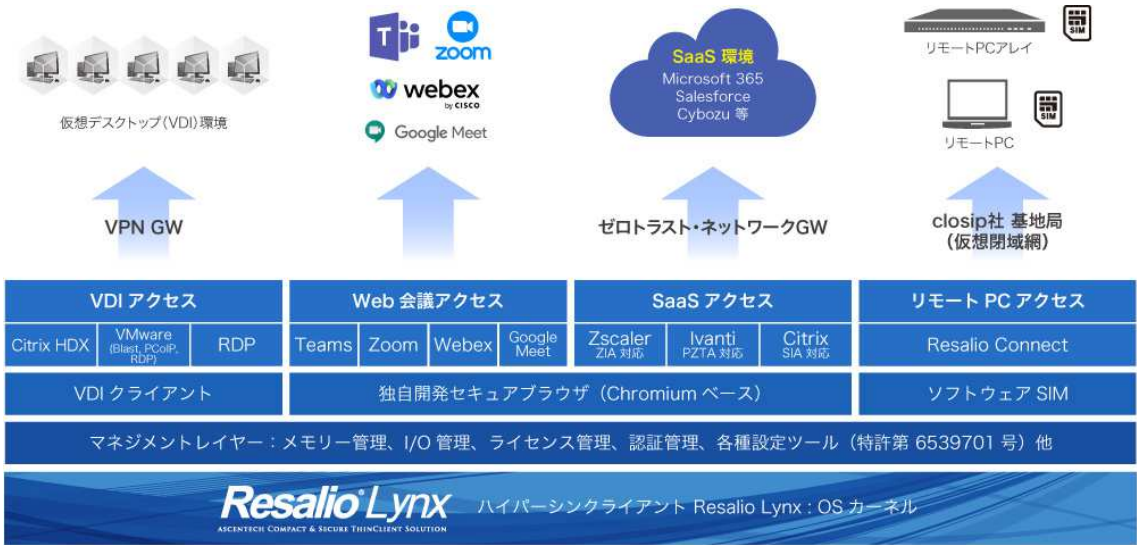 仮想デスクトップ(VDI)環境
zoom
webex
by CISCO
Google Meet
SaaS 環境
Microsoft 365
Salesforce
Cybozu 等
SIM
リモートPCアレイ
SIM
リモートPC
VPN GW
ゼロトラスト・ネットワークGW
closip社 基地局
(仮想閉域網)
VDI アクセス
Citrix HDX
VMware
(Blast, PCoIP,
RDP)
RDP
VDI クライアント
Web 会議アクセス
Teams
Zoom
Webex
Google
Meet
SaaS アクセス
Zscaler
ZIA 対応
Ivanti
PZTA 対応
Citrix
SIA 対応
独自開発セキュアブラウザ(Chromium ベース)
リモート PC アクセス
Resalio Connect
ソフトウェア SIM
マネジメントレイヤー:メモリー管理、I/O 管理、ライセンス管理、認証管理、各種設定ツール(特許第 6539701 号)他
Resalio Lynx
ASCENTECH COMPACT & SECURE THINCLIENT SOLUTION
ハイパーシンクライアント Resalio Lynx : OS カーネル